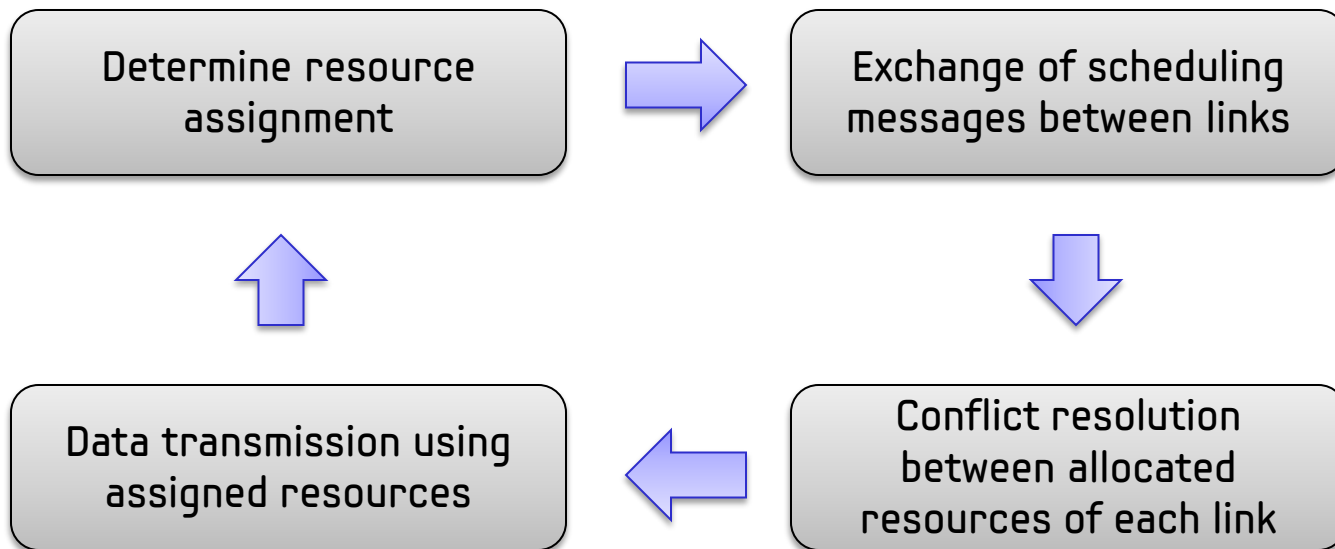 Determine resource
assignment
Exchange of scheduling
messages between links
Conflict resolution
between allocated
resources of each link
Data transmission using
assigned resources